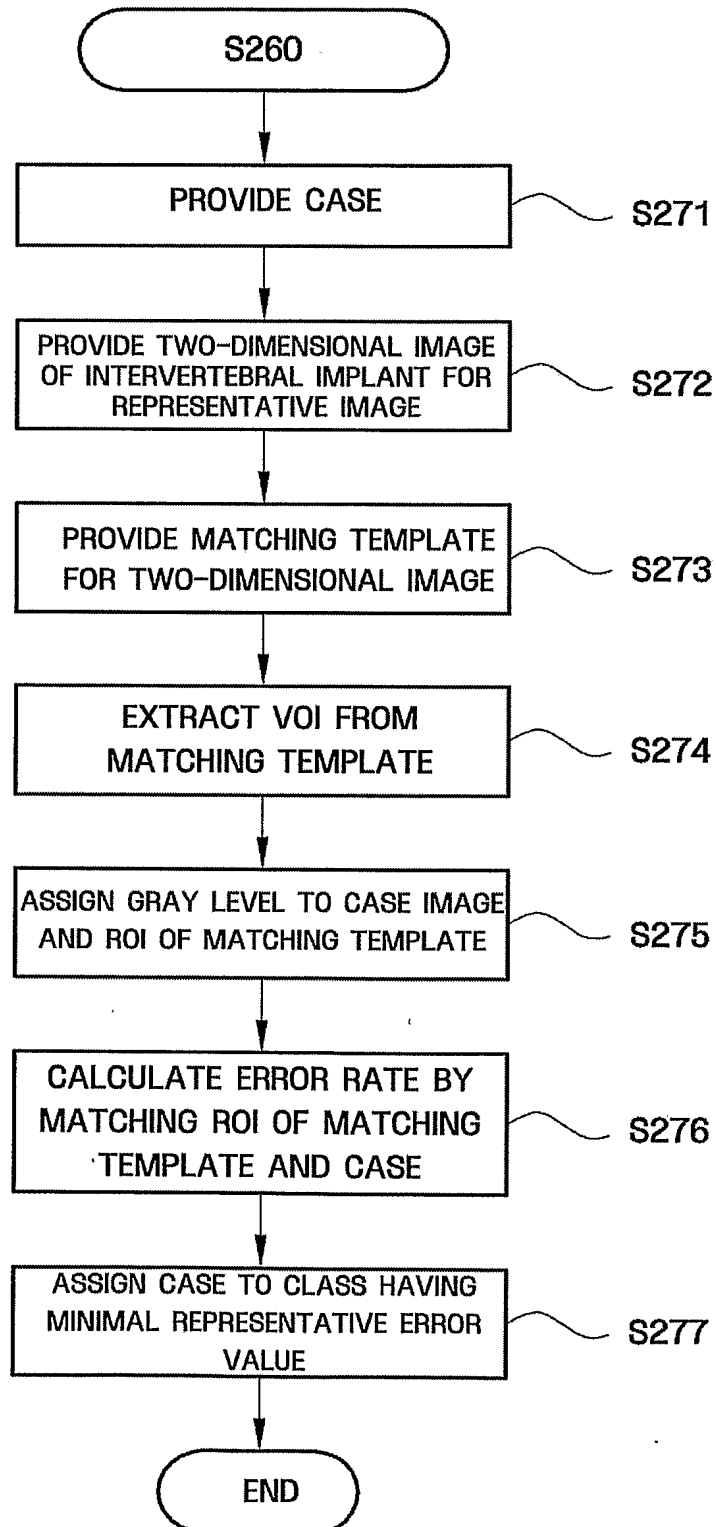 S260
PROVIDE CASE
S271
PROVIDE TWO-DIMENSIONAL IMAGE
OF INTERVERTEBRAL IMPLANT FOR
REPRESENTATIVE IMAGE
S272
PROVIDE MATCHING TEMPLATE
FOR TWO-DIMENSIONAL IMAGE
S273
EXTRACT VOI FROM
MATCHING TEMPLATE
S274
ASSIGN GRAY LEVEL TO CASE IMAGE
AND ROI OF MATCHING TEMPLATE
S275
CALCULATE ERROR RATE BY
MATCHING ROI OF MATCHING
TEMPLATE AND CASE
S276
ASSIGN CASE TO CLASS HAVING
MINIMAL REPRESENTATIVE ERROR
VALUE
S277
END